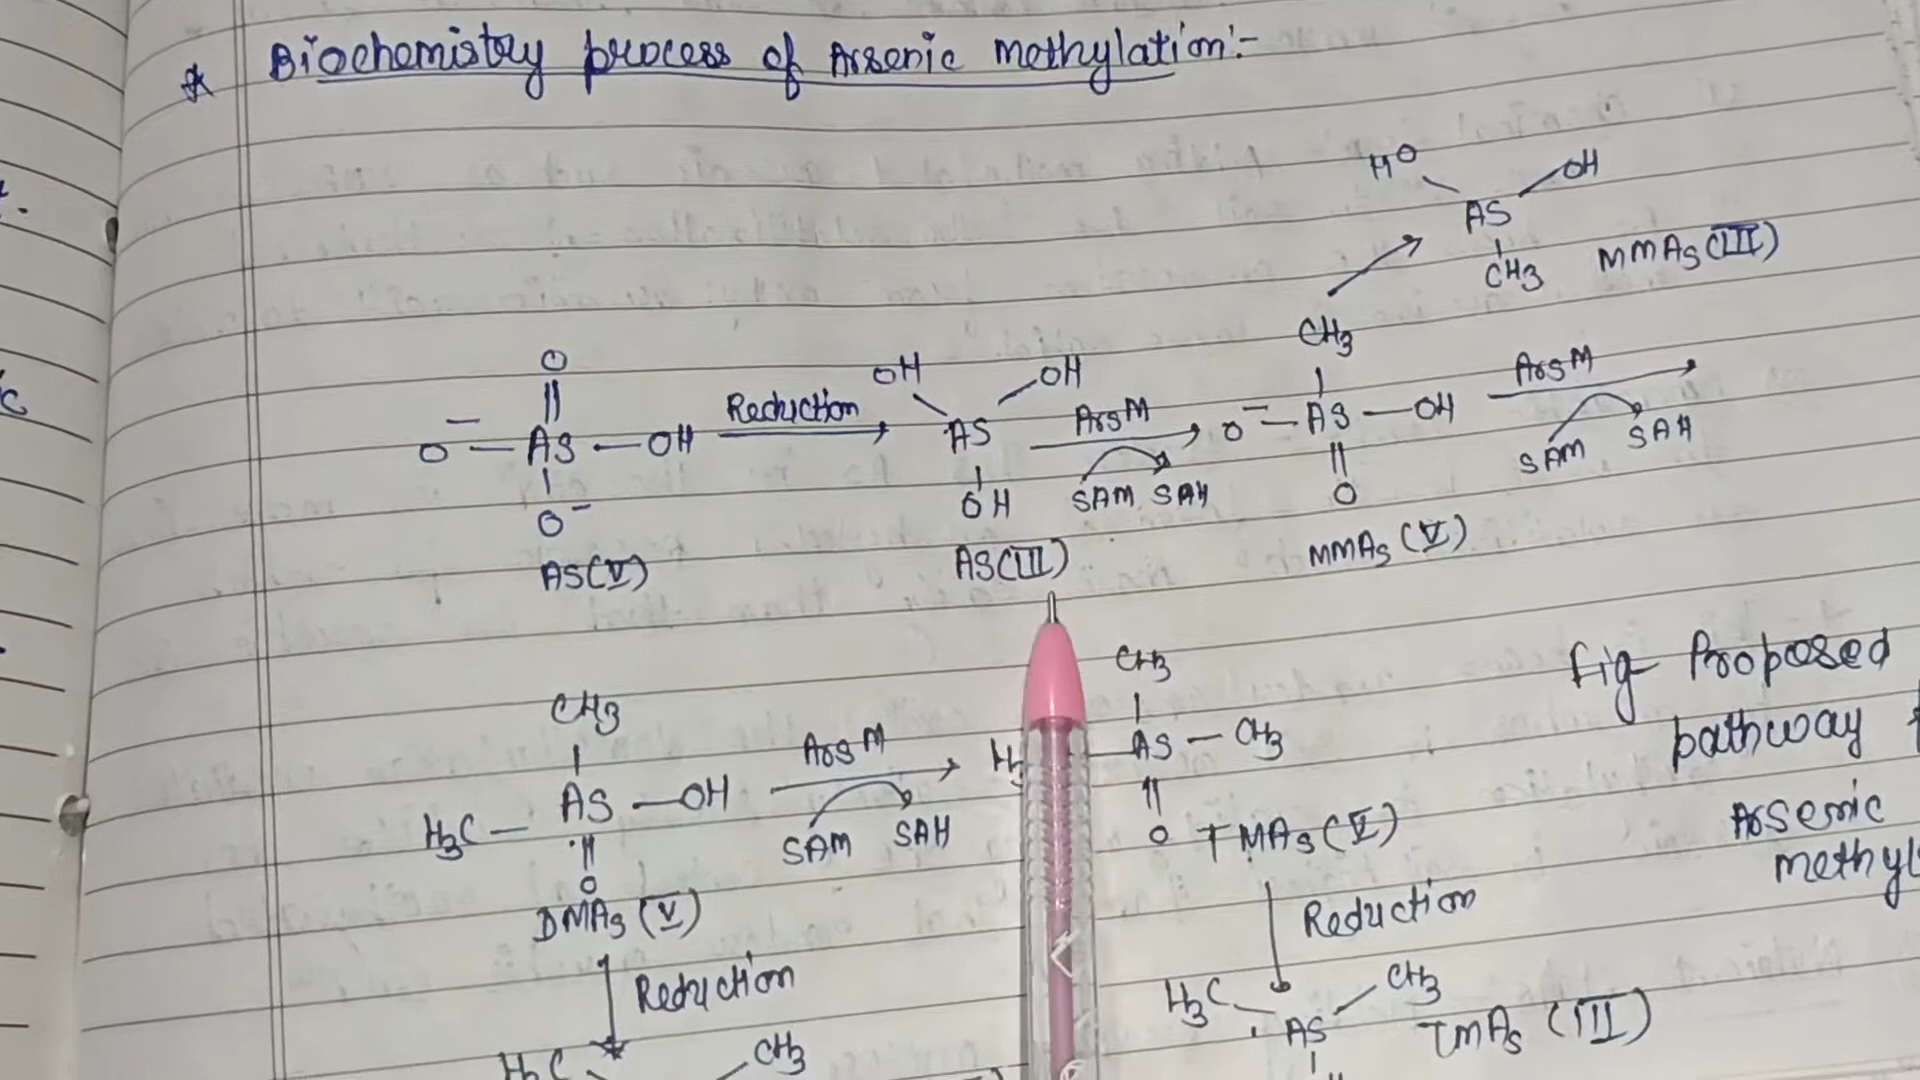 * Biochemistry process of Arsenic methylation:-
HO OH
AS
CH3 MMAs(III)
CH3
O OH OH ArsM
O- — As — OH Reduction AS ArsM O- — As — OH
SAM SAH
O- OH SAM SAH O
AS(V) AS(III) MMAs(V)
CH3 Fig Proposed
CH3 ArsM AS — CH3 pathway
H3C — AS — OH O TMAs(V) Arsenic
SAM SAH methyl
O
DMAs(V) Reduction
Reduction H3C CH3
AS TMAs(III)
H3C CH3